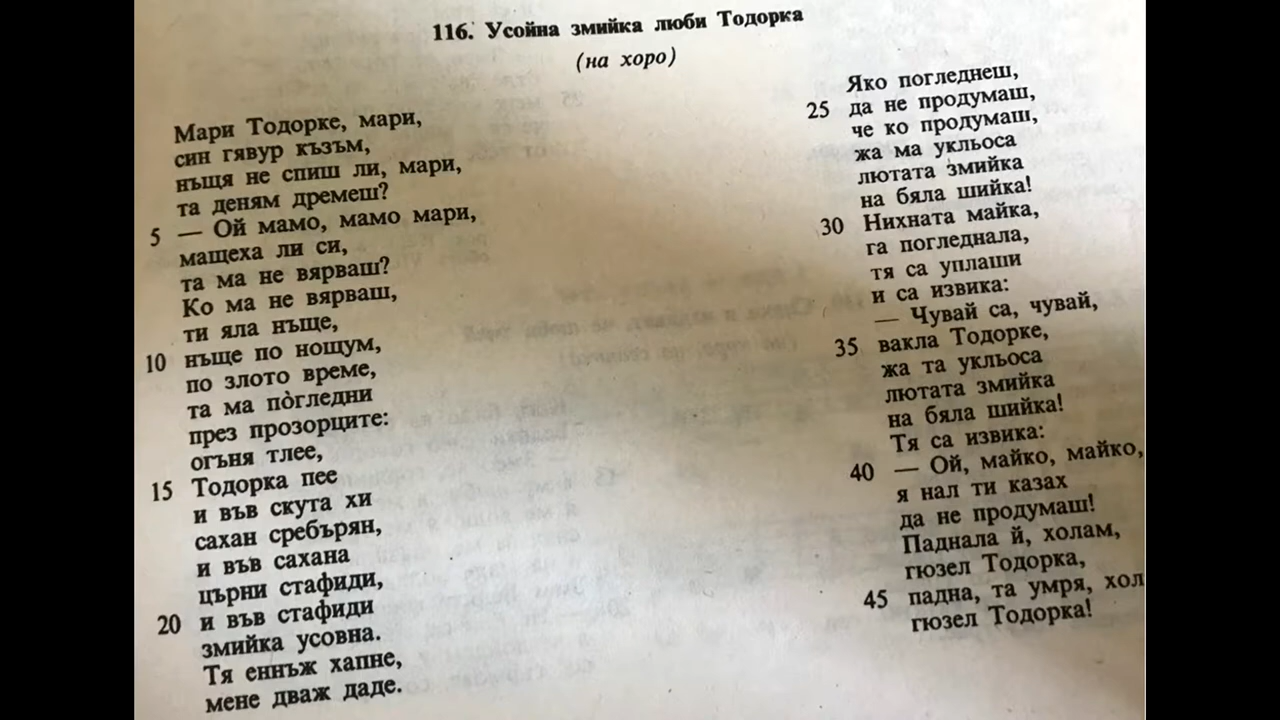 116. Усойна змийка люби Тодорка
(на хоро)
Мари Тодорке, мари,
син гявур къзъм,
нъщя не спиш ли, мари,
та деням дремеш?
5 — Ой мамо, мамо мари,
мащеха ли си,
та ма не вярваш?
Ко ма не вярваш,
ти яла нъще,
10 нъще по нощум,
по злото време,
та ма пòгледни
през прозорците:
огъня тлее,
15 Тодорка пее
и във скута хи
сахан сребърян,
и във сахана
църни стафиди,
20 и във стафиди
змийка усовна.
Тя еннъж хапне,
мене дваж даде.
Яко погледнеш,
25 да не продумаш,
че ко продумаш,
жа ма укльоса
лютата змийка
на бяла шийка!
30 Нихната майка,
га погледнала,
тя са уплаши
и са извика:
— Чувай са, чувай,
35 вакла Тодорке,
жа та укльоса
лютата змийка
на бяла шийка!
Тя са извика:
40 — Ой, майко, майко,
я нал ти казах
да не продумаш!
Паднала й, холам,
гюзел Тодорка,
45 падна, та умря, хол
гюзел Тодорка!